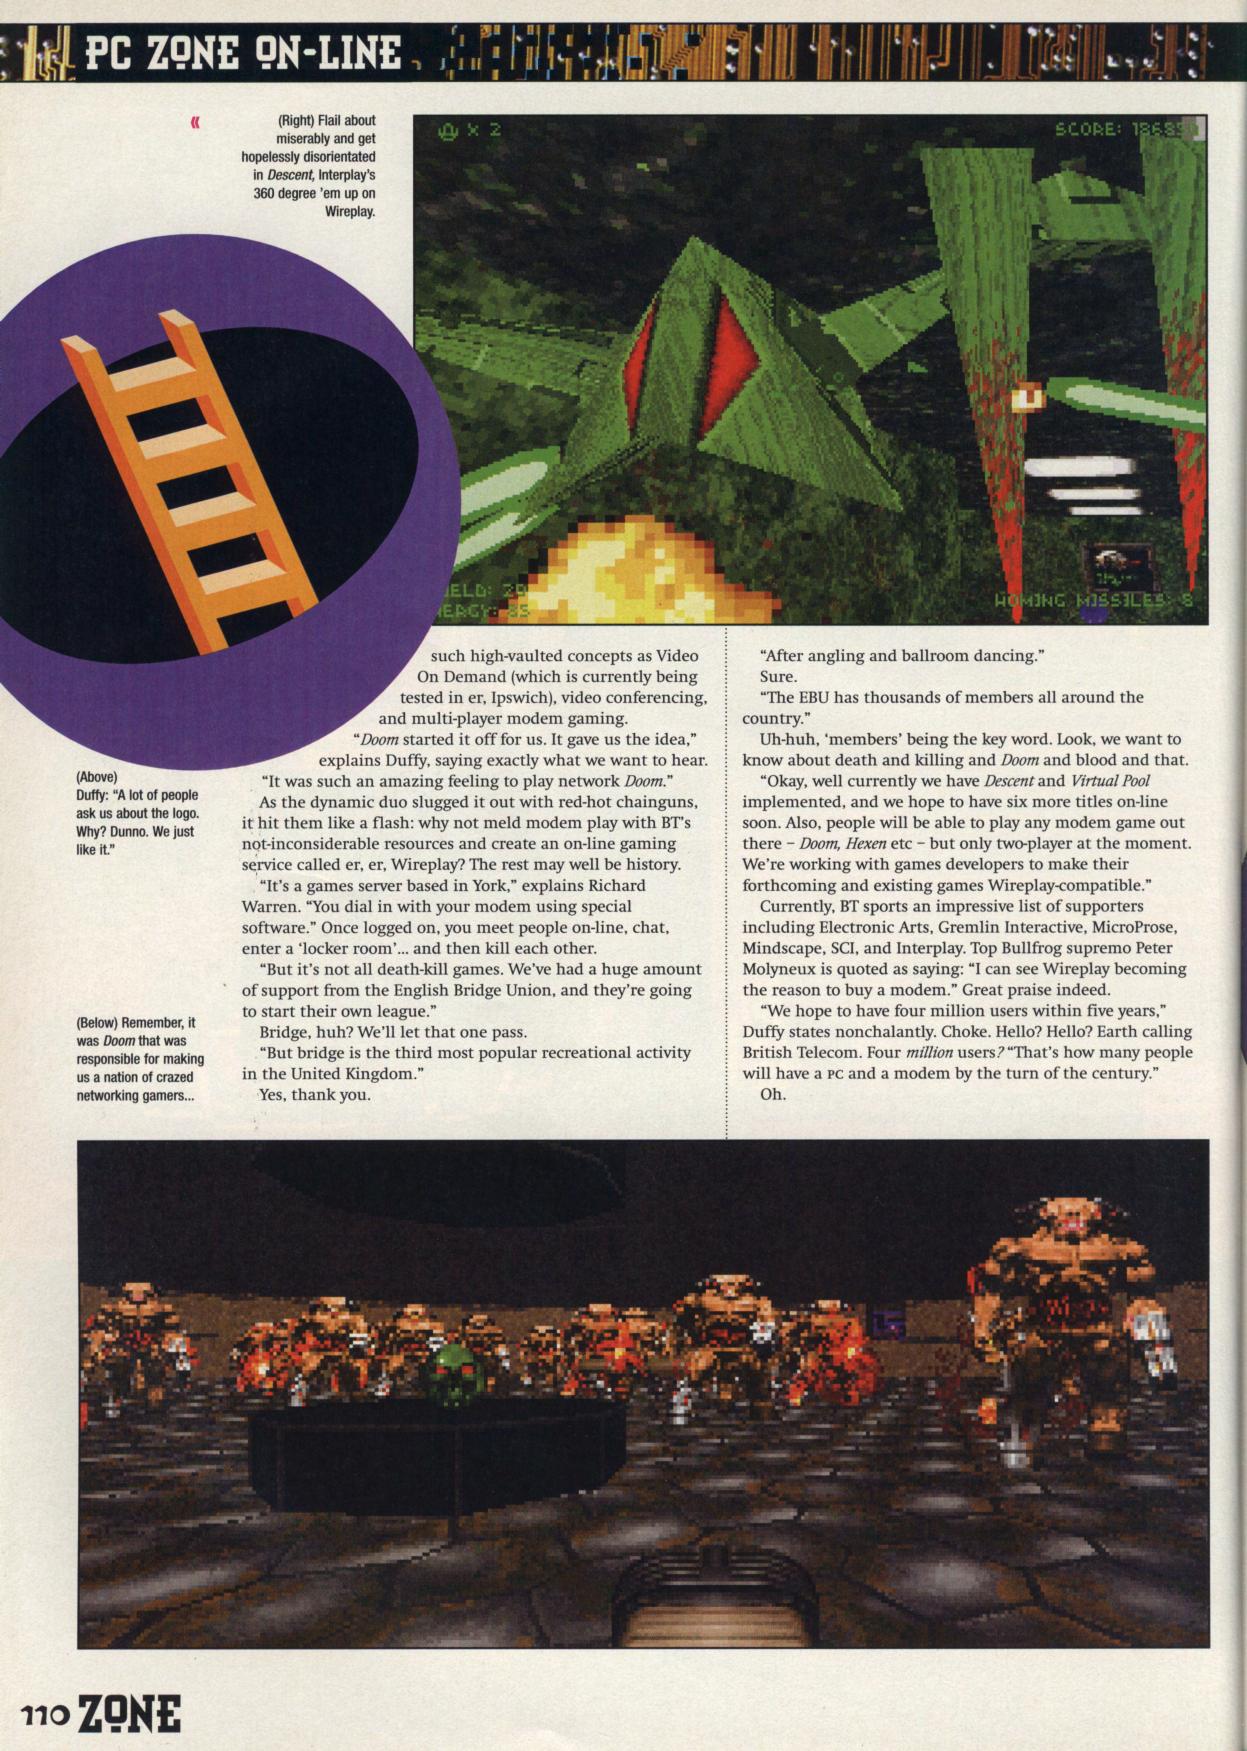 PC ZONE ON-LINE
«
(Right) Flail about
miserably and get
hopelessly disorientated
in Descent, Interplay's
360 degree 'em up on
Wireplay.
X 2
SCORE:
HOMING MISSILES: 8
(Above)
Duffy: “A lot of people
ask us about the logo.
Why? Dunno. We just
like it.”
(Below) Remember, it
was Doom that was
responsible for making
us a nation of crazed
networking gamers...
such high-vaulted concepts as Video
On Demand (which is currently being
tested in er, Ipswich), video conferencing,
and multi-player modem gaming.
“Doom started it off for us. It gave us the idea,”
explains Duffy, saying exactly what we want to hear.
“It was such an amazing feeling to play network Doom.”
As the dynamic duo slugged it out with red-hot chainguns,
it hit them like a flash: why not meld modem play with BT's
not-inconsiderable resources and create an on-line gaming
service called er, er, Wireplay? The rest may well be history.
“It's a games server based in York,” explains Richard
Warren. “You dial in with your modem using special
software.” Once logged on, you meet people on-line, chat,
enter a ‘locker room’... and then kill each other.
“But it's not all death-kill games. We've had a huge amount
of support from the English Bridge Union, and they're going
to start their own league.”
Bridge, huh? We'll let that one pass.
“But bridge is the third most popular recreational activity
in the United Kingdom.”
Yes, thank you.
“After angling and ballroom dancing.”
Sure.
“The EBU has thousands of members all around the
country.”
Uh-huh, ‘members’ being the key word. Look, we want to
know about death and killing and Doom and blood and that.
“Okay, well currently we have Descent and Virtual Pool
implemented, and we hope to have six more titles on-line
soon. Also, people will be able to play any modem game out
there – Doom, Hexen etc – but only two-player at the moment.
We're working with games developers to make their
forthcoming and existing games Wireplay-compatible.”
Currently, BT sports an impressive list of supporters
including Electronic Arts, Gremlin Interactive, MicroProse,
Mindscape, SCI, and Interplay. Top Bullfrog supremo Peter
Molyneux is quoted as saying: “I can see Wireplay becoming
the reason to buy a modem.” Great praise indeed.
“We hope to have four million users within five years,”
Duffy states nonchalantly. Choke. Hello? Hello? Earth calling
British Telecom. Four million users? “That's how many people
will have a PC and a modem by the turn of the century.”
Oh.
110 ZONE